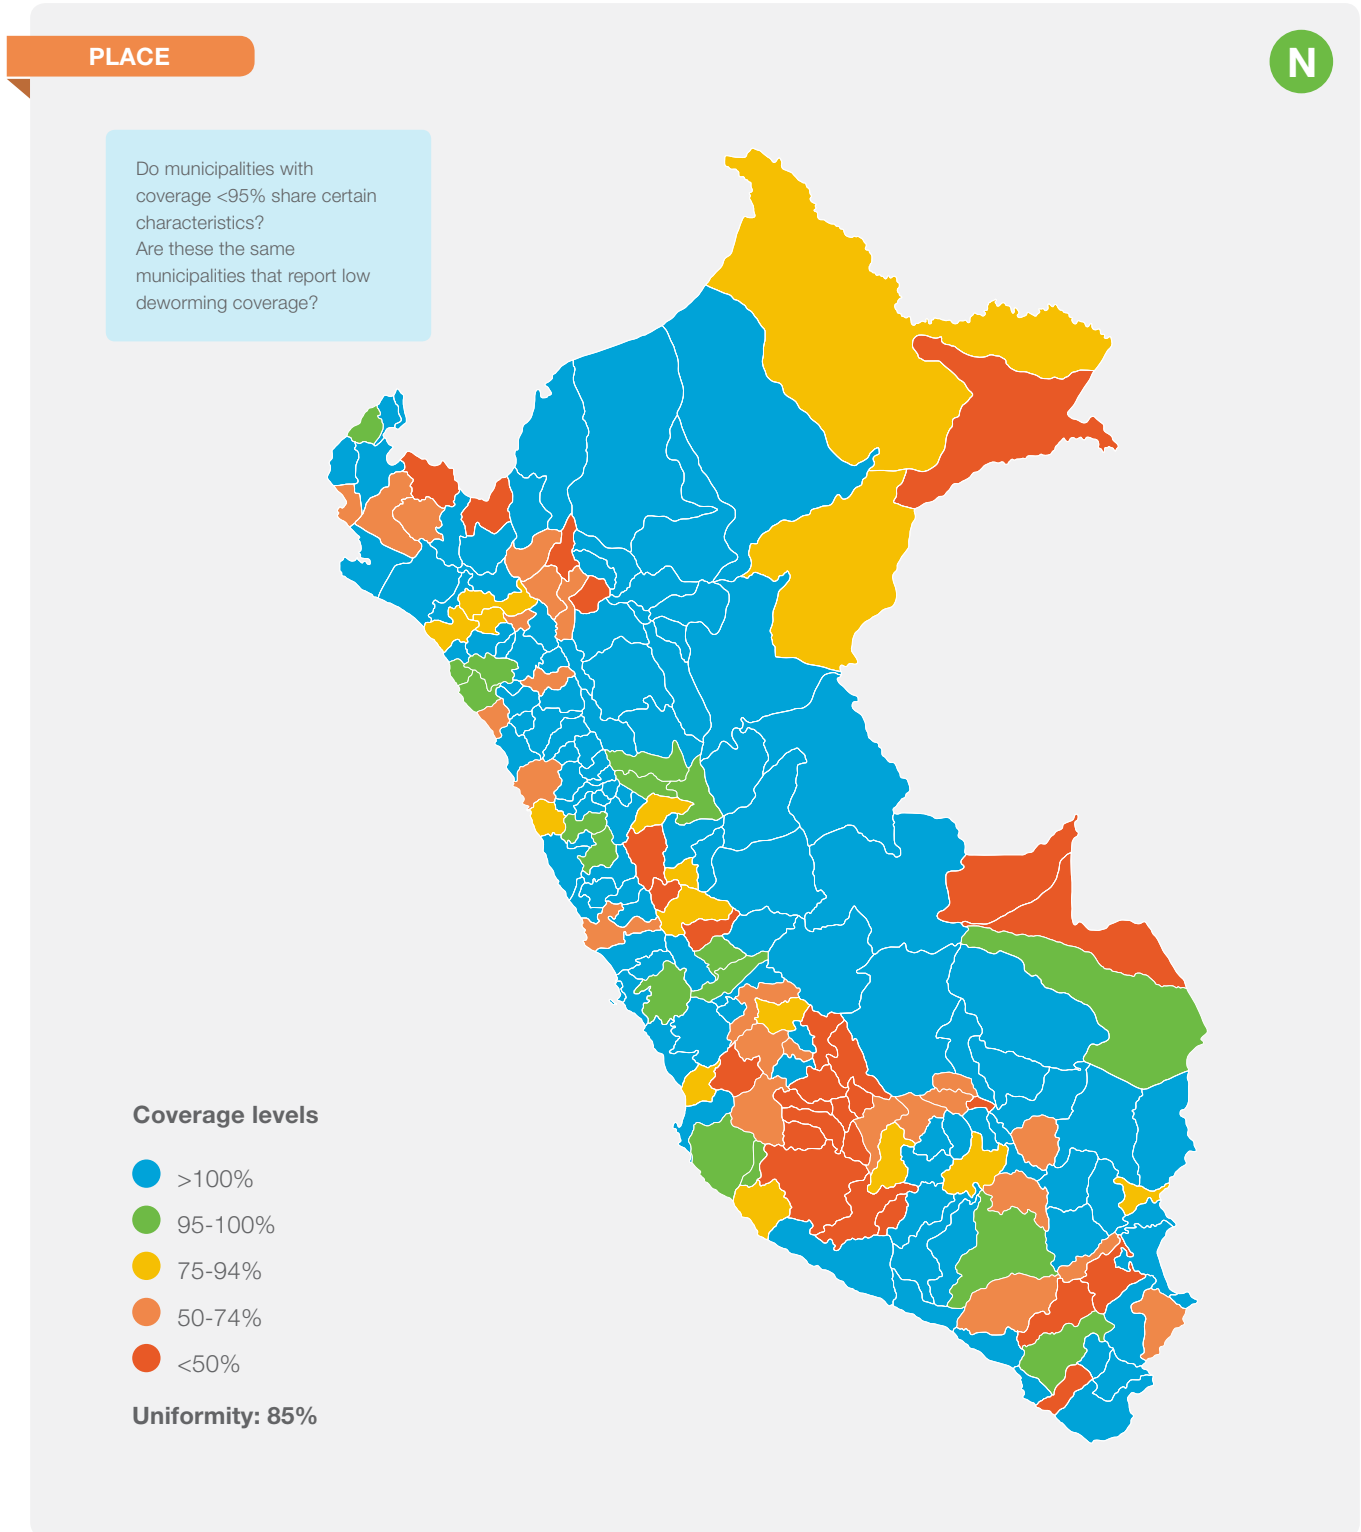 PLACE
N
Do municipalities with
coverage <95% share certain
characteristics?
Are these the same
municipalities that report low
deworming coverage?
Coverage levels
>100%
95-100%
75-94%
50-74%
<50%
Uniformity: 85%